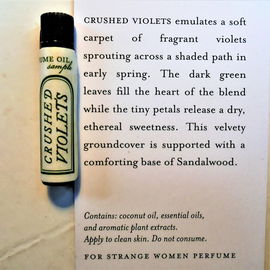 UME OIL
sample
CRUSHED
VIOLETS
CRUSHED VIOLETS emulates a soft
carpet of fragrant violets
sprouting across a shaded path in
early spring. The dark green
leaves fill the heart of the blend
while the tiny petals release a dry,
ethereal sweetness. This velvety
groundcover is supported with a
comforting base of Sandalwood.
Contains: coconut oil, essential oils,
and aromatic plant extracts.
Apply to clean skin. Do not consume.
FOR STRANGE WOMEN PERFUME